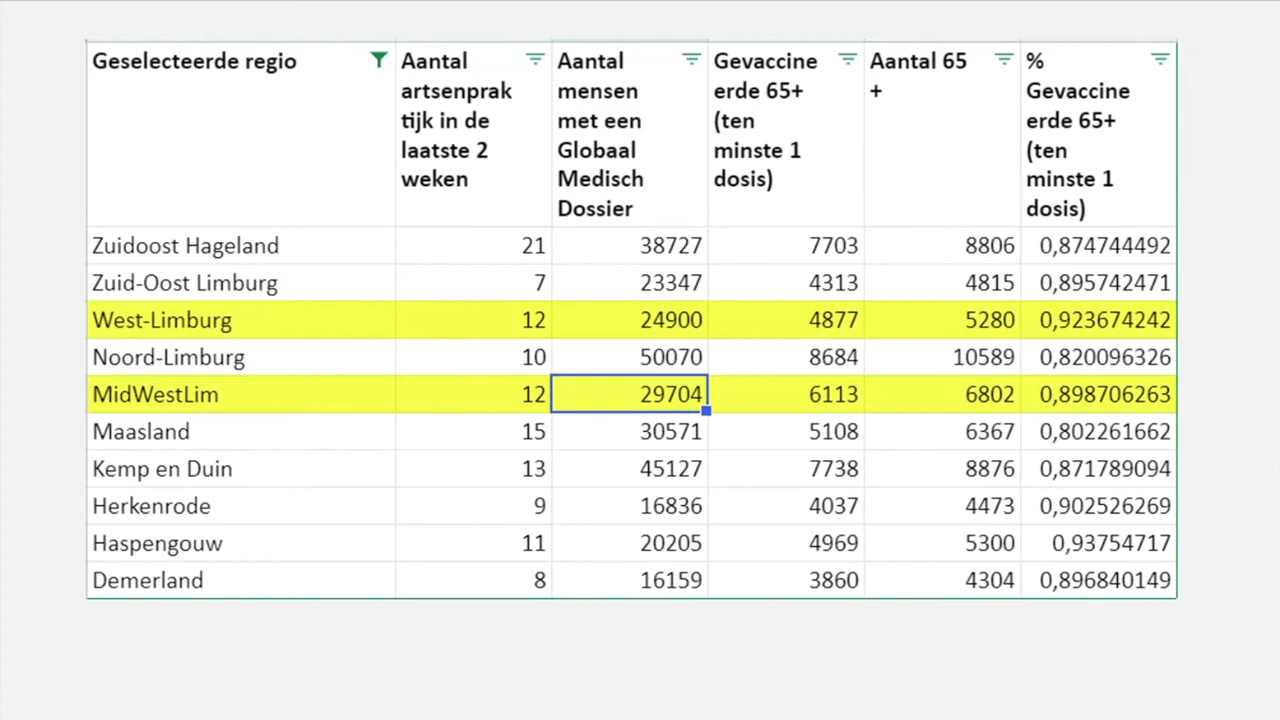 Geselecteerde regio Aantal artsenprak tijk in de laatste 2 weken Aantal mensen met een Globaal Medisch Dossier Gevaccine erde 65+ (ten minste 1 dosis) Aantal 65 + % Gevaccine erde 65+ (ten minste 1 dosis)
Zuidoost Hageland 21 38727 7703 8806 0,874744492
Zuid-Oost Limburg 7 23347 4313 4815 0,895742471
West-Limburg 12 24900 4877 5280 0,923674242
Noord-Limburg 10 50070 8684 10589 0,820096326
MidWestLim 12 29704 6113 6802 0,898706263
Maasland 15 30571 5108 6367 0,802261662
Kemp en Duin 13 45127 7738 8876 0,871789094
Herkenrode 9 16836 4037 4473 0,902526269
Haspengouw 11 20205 4969 5300 0,93754717
Demerland 8 16159 3860 4304 0,896840149